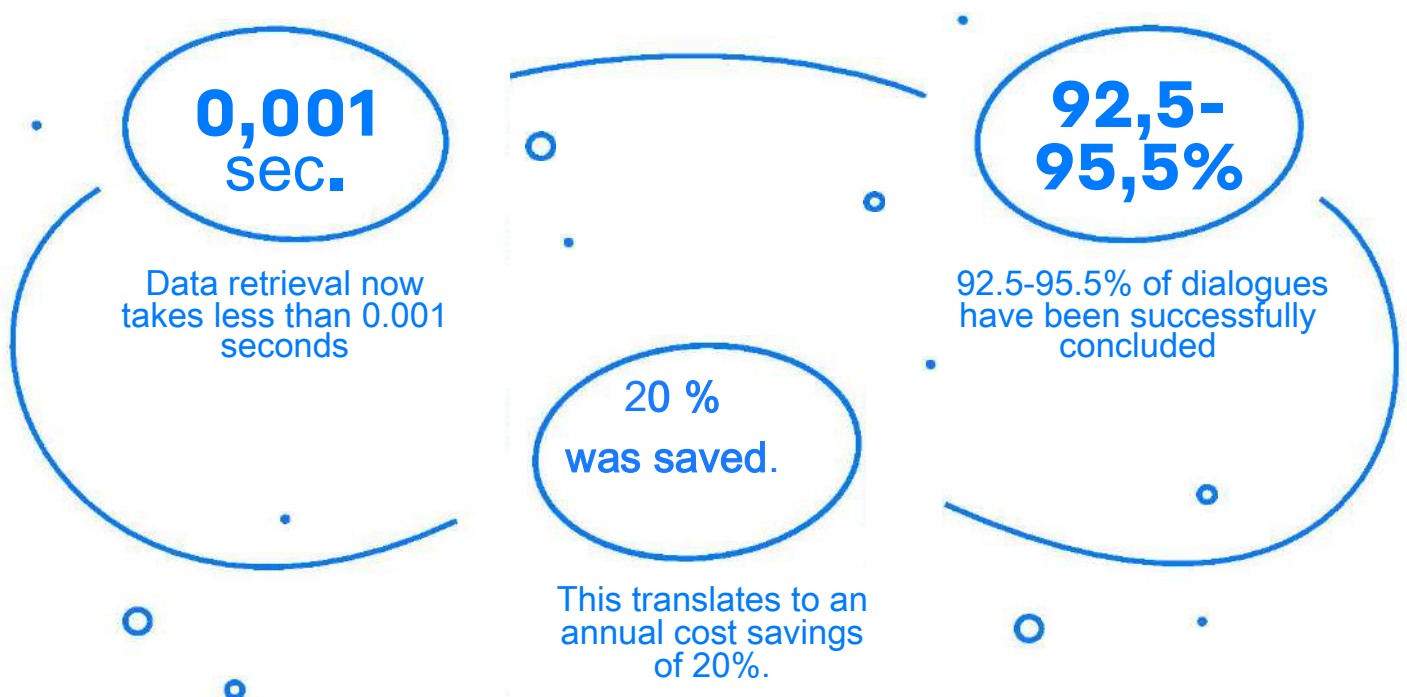 0,001
sec.
Data retrieval now
takes less than 0.001
seconds
20 %
was saved.
This translates to an
annual cost savings
of 20%.
92,5-
95,5%
92.5-95.5% of dialogues
have been successfully
concluded